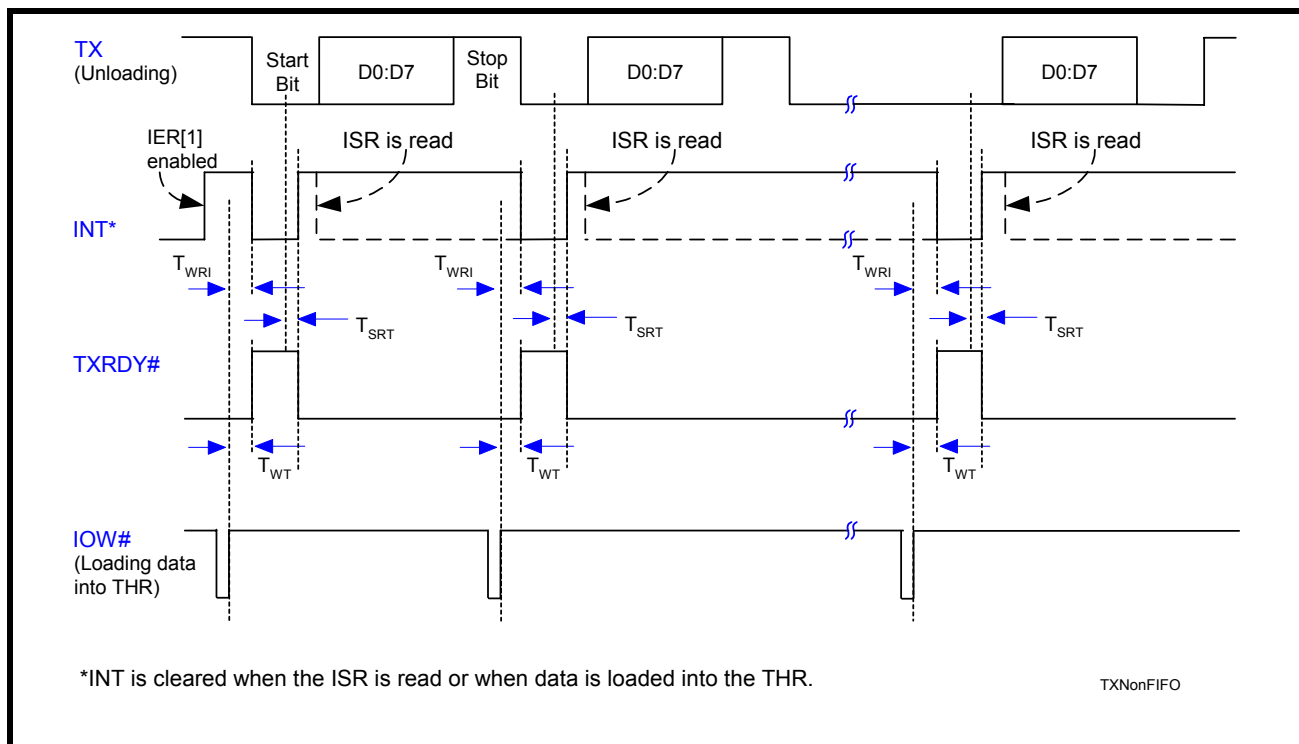 TX
(Unloading)
Start
Bit
D0:D7
Stop
Bit
D0:D7
D0:D7
IER[1]
enabled
ISR is read
ISR is read
ISR is read
INT*
TWRI
TWRI
TWRI
TSRT
TSRT
TSRT
TXRDY#
TWT
TWT
TWT
IOW#
(Loading data
into THR)
*INT is cleared when the ISR is read or when data is loaded into the THR.
TXNonFIFO